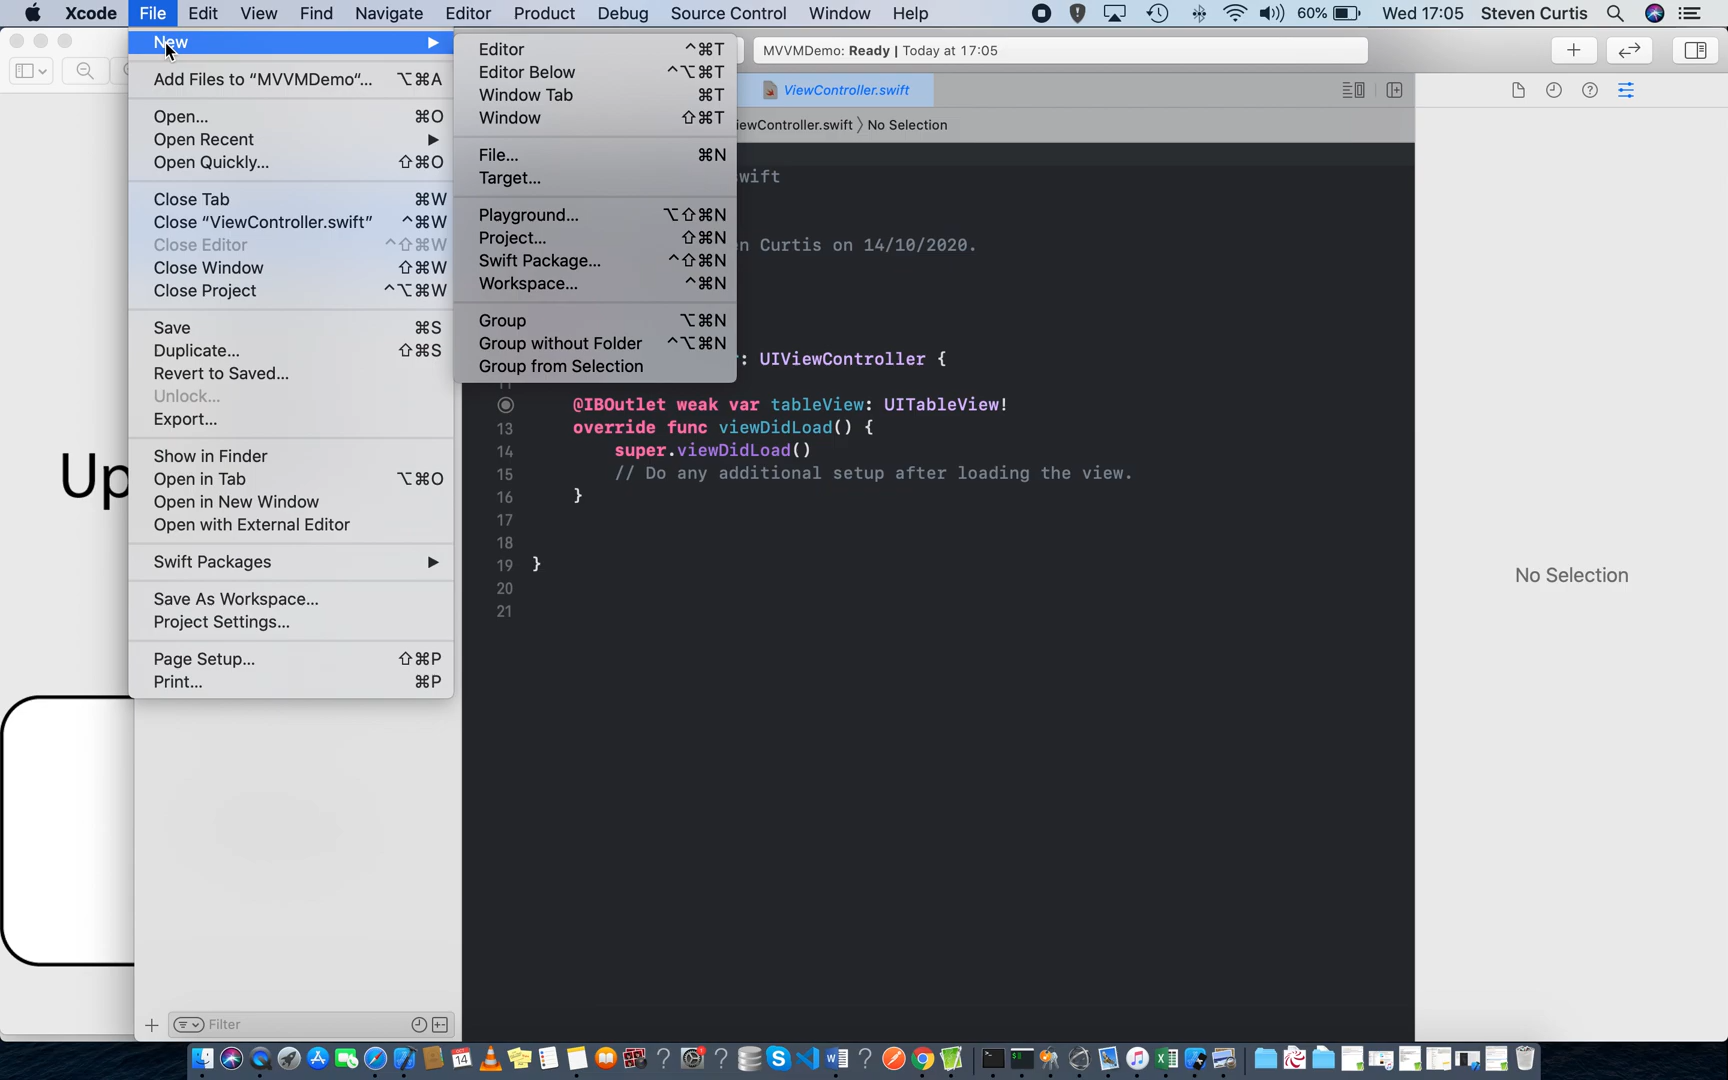 Xcode File Edit View Find Navigate Editor Product Debug Source Control Window Help 60% Wed 17:05 Steven Curtis
New
Add Files to “MVVMDemo“... ⌥⌘A
Open... ⌘O
Open Recent
Open Quickly... ⇧⌘O
Close Tab ⌘W
Close “ViewController.swift” ^⌘W
Close Editor ^⇧⌘W
Close Window ⇧⌘W
Close Project ^⌥⌘W
Save ⌘S
Duplicate... ⇧⌘S
Revert to Saved...
Unlock...
Export...
Show in Finder
Open in Tab ⌥⌘O
Open in New Window
Open with External Editor
Swift Packages
Save As Workspace...
Project Settings...
Page Setup... ⇧⌘P
Print... ⌘P
Editor ^⌘T
Editor Below ^⌥⌘T
Window Tab ⌘T
Window ⇧⌘T
File... ⌘N
Target...
Playground... ⌥⇧⌘N
Project... ⇧⌘N
Swift Package... ^⇧⌘N
Workspace... ^⌘N
Group ⌥⌘N
Group without Folder ^⌥⌘N
Group from Selection
MVVMDemo: Ready | Today at 17:05
ViewController.swift
iewController.swift 〉 No Selection
wift
n Curtis on 14/10/2020.
: UIViewController {
11
@IBOutlet weak var tableView: UITableView!
13 override func viewDidLoad() {
14 super.viewDidLoad()
15 // Do any additional setup after loading the view.
16 }
17
18
19 }
20
21
No Selection
Up
Filter
14